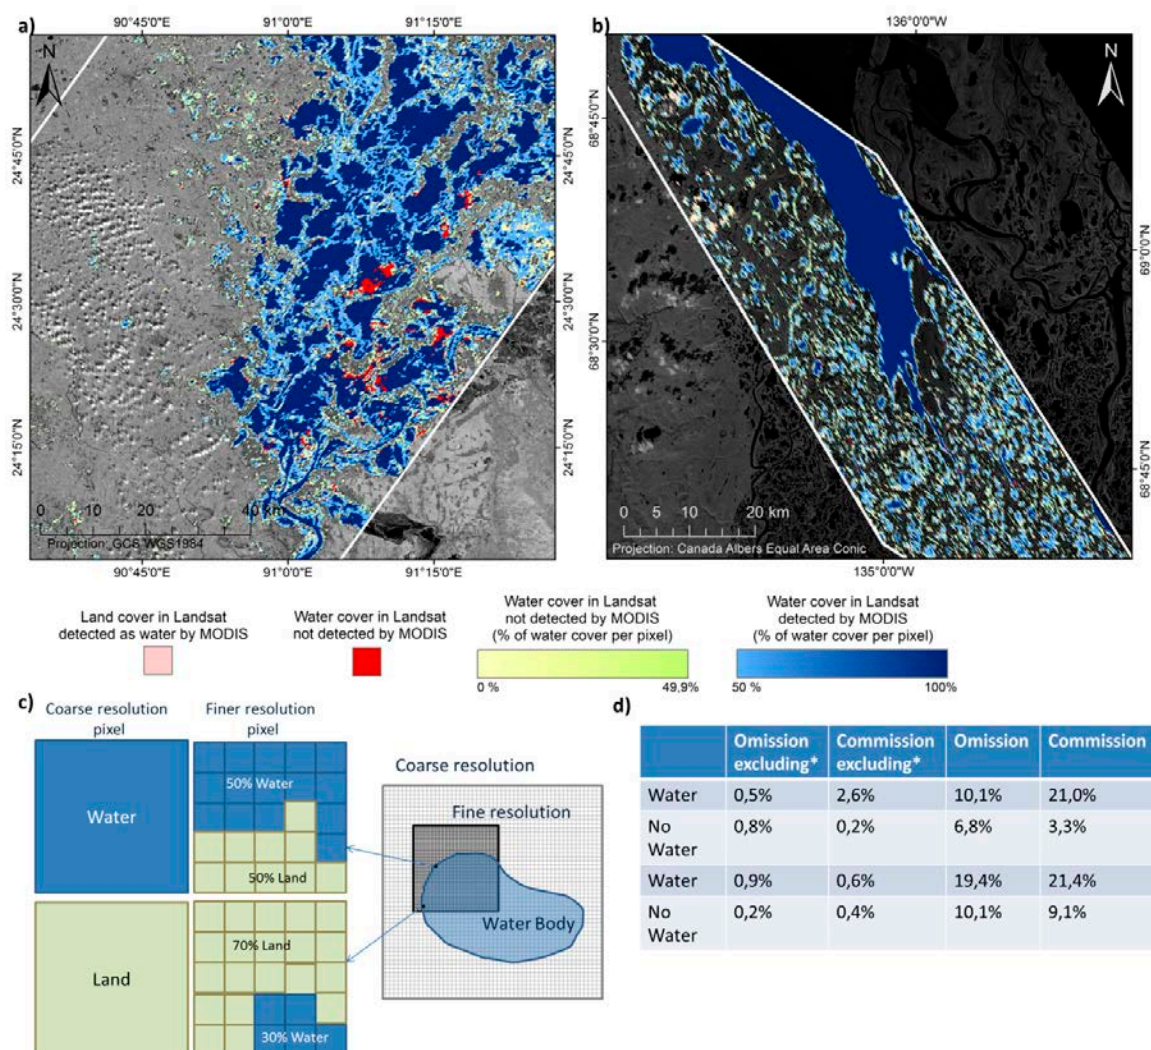 a)
90°45'0"E 91°0'0"E 91°15'0"E
N
24°45'0"N
24°30'0"N
24°15'0"N
24°45'0"N
24°30'0"N
24°15'0"N
0 20 40 km
Projection: GCS WGS1984
90°45'0"E 91°0'0"E 91°15'0"E
b)
136°0'0"W
N
68°45'0"N
68°30'0"N
69°0'0"N
68°45'0"N
0 10 20 km
Projection: Canada Albers Equal Area Conic
135°0'0"W
Land cover in Landsat
detected as water by MODIS
Water cover in Landsat
not detected by MODIS
Water cover in Landsat
not detected by MODIS
(% of water cover per pixel)
0 % 49,9%
Water cover in Landsat
detected by MODIS
(% of water cover per pixel)
50 % 100%
c)
Coarse resolution
pixel
Finer resolution
pixel
Water
50% Water
50% Land
Land
70% Land
30% Water
Coarse resolution
Fine resolution
Water Body
d)
Omission excluding* Commission excluding* Omission Commission
Water 0,5% 2,6% 10,1% 21,0%
No Water 0,8% 0,2% 6,8% 3,3%
Water 0,9% 0,6% 19,4% 21,4%
No Water 0,2% 0,4% 10,1% 9,1%